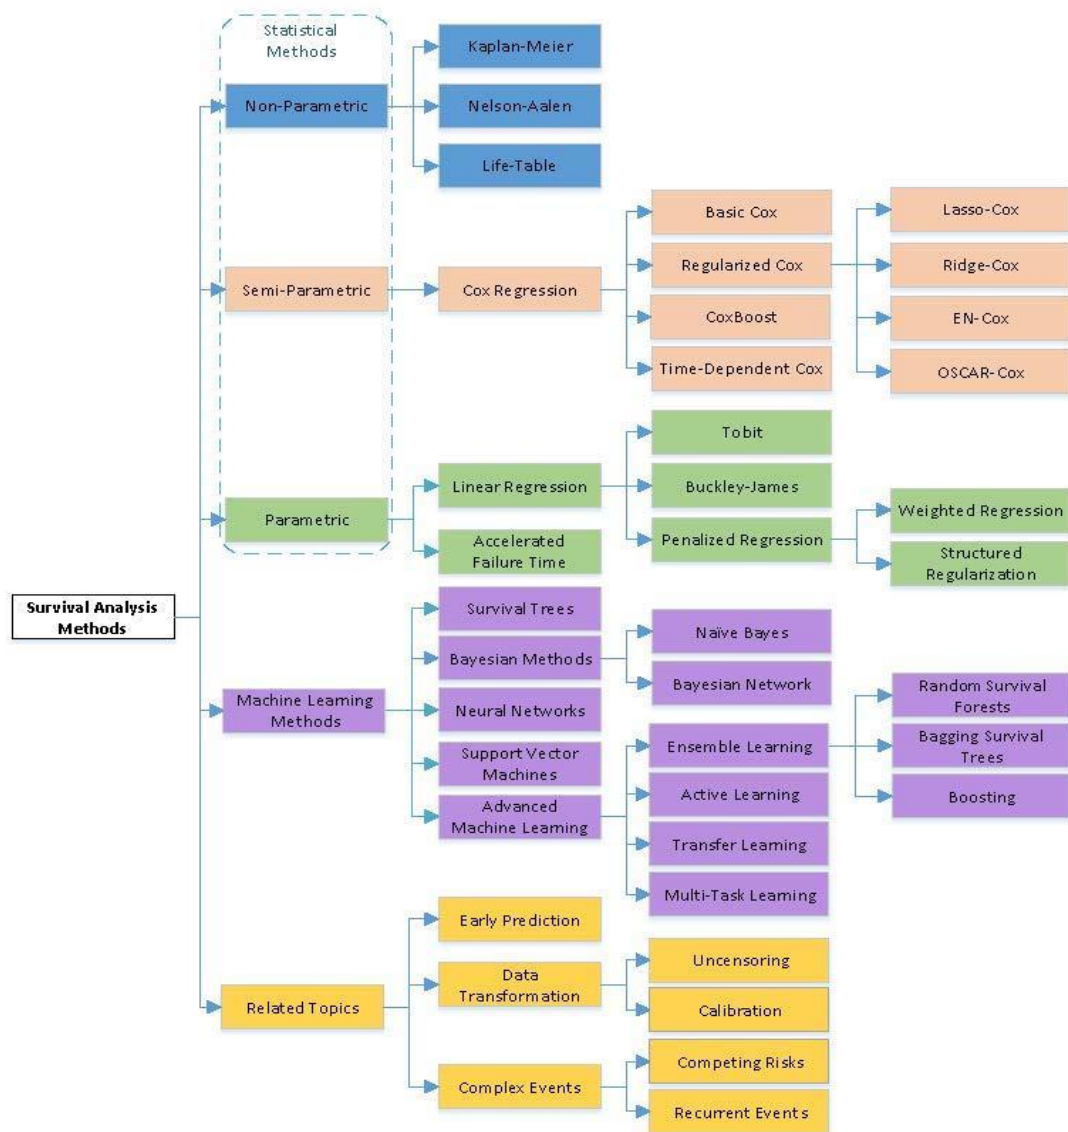 Statistical
Methods
Kaplan-Meier
Non-Parametric
Nelson-Aalen
Life-Table
Basic Cox
Lasso-Cox
Semi-Parametric
Cox Regression
Regularized Cox
Ridge-Cox
CoxBoost
EN-Cox
Time-Dependent Cox
OSCAR-Cox
Tobit
Linear Regression
Buckley-James
Parametric
Penalized Regression
Weighted Regression
Accelerated
Failure Time
Structured
Regularization
Survival Analysis
Methods
Survival Trees
Naïve Bayes
Bayesian Methods
Bayesian Network
Machine Learning
Methods
Neural Networks
Random Survival
Forests
Support Vector
Machines
Ensemble Learning
Bagging Survival
Trees
Advanced
Machine Learning
Active Learning
Boosting
Transfer Learning
Multi-Task Learning
Early Prediction
Data
Transformation
Uncensoring
Related Topics
Calibration
Complex Events
Competing Risks
Recurrent Events